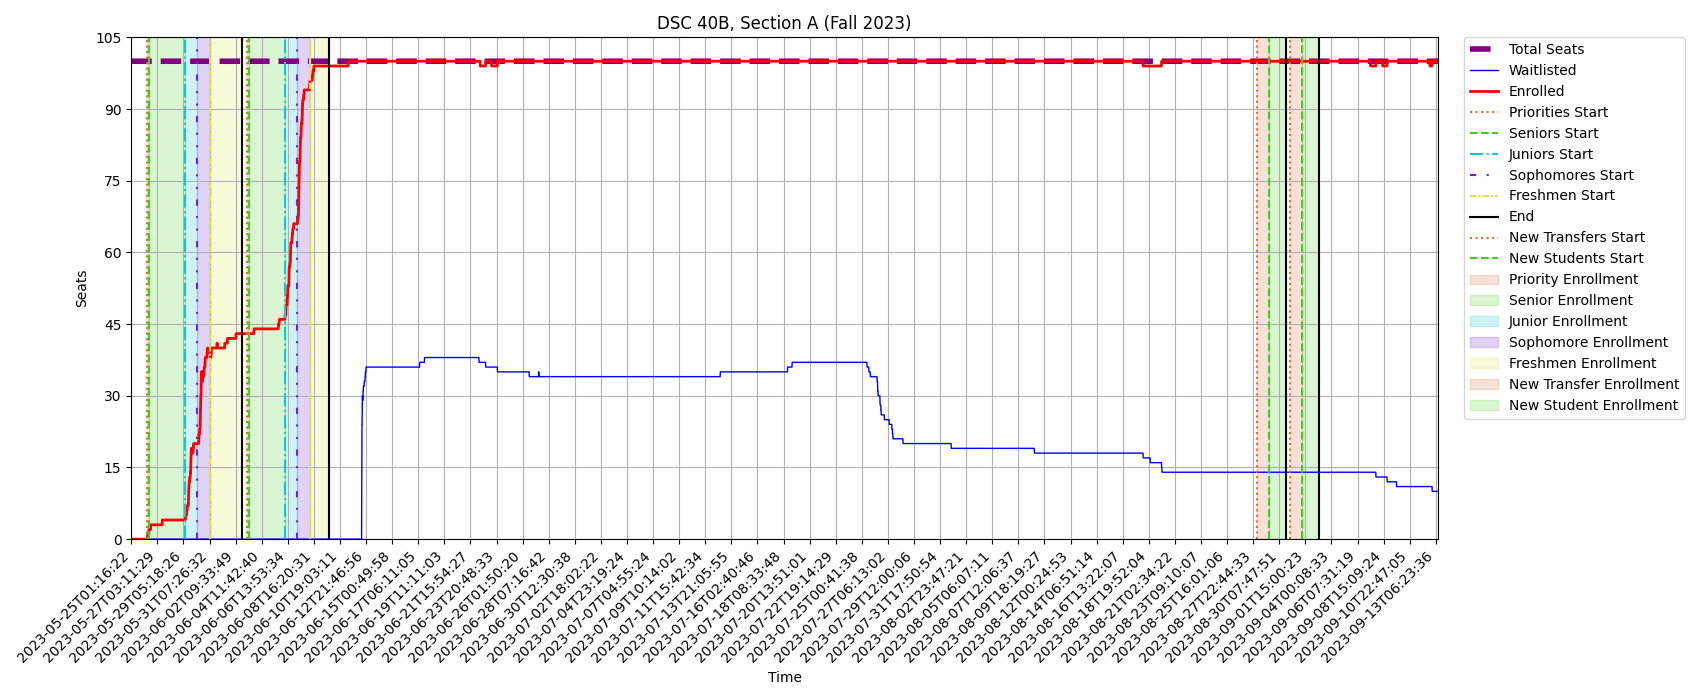 DSC 40B, Section A (Fall 2023)
Seats
105
90
75
60
45
30
15
0
2023-05-25T01:16:22
2023-05-27T03:11:29
2023-05-29T05:18:26
2023-05-31T07:26:32
2023-06-02T09:33:49
2023-06-04T11:42:40
2023-06-06T13:53:34
2023-06-08T16:20:31
2023-06-10T19:03:11
2023-06-12T21:46:56
2023-06-15T00:49:58
2023-06-17T06:11:05
2023-06-19T11:11:03
2023-06-21T15:54:27
2023-06-23T20:48:33
2023-06-26T01:50:20
2023-06-28T07:16:42
2023-06-30T12:30:38
2023-07-02T18:02:22
2023-07-04T23:19:24
2023-07-07T04:55:24
2023-07-09T10:14:02
2023-07-11T15:42:34
2023-07-13T21:05:55
2023-07-16T02:40:46
2023-07-18T08:33:48
2023-07-20T13:51:01
2023-07-22T19:14:29
2023-07-25T00:41:38
2023-07-27T06:13:02
2023-07-29T12:00:06
2023-07-31T17:50:54
2023-08-02T23:47:21
2023-08-05T06:07:11
2023-08-07T12:06:37
2023-08-09T18:19:27
2023-08-12T00:24:53
2023-08-14T06:51:14
2023-08-16T13:22:07
2023-08-18T19:52:04
2023-08-21T02:34:22
2023-08-23T09:10:07
2023-08-25T16:01:06
2023-08-27T22:44:33
2023-08-30T07:47:51
2023-09-01T15:00:23
2023-09-04T00:08:33
2023-09-06T07:31:19
2023-09-08T15:09:24
2023-09-10T22:47:05
2023-09-13T06:23:36
Time
Total Seats
Waitlisted
Enrolled
Priorities Start
Seniors Start
Juniors Start
Sophomores Start
Freshmen Start
End
New Transfers Start
New Students Start
Priority Enrollment
Senior Enrollment
Junior Enrollment
Sophomore Enrollment
Freshmen Enrollment
New Transfer Enrollment
New Student Enrollment